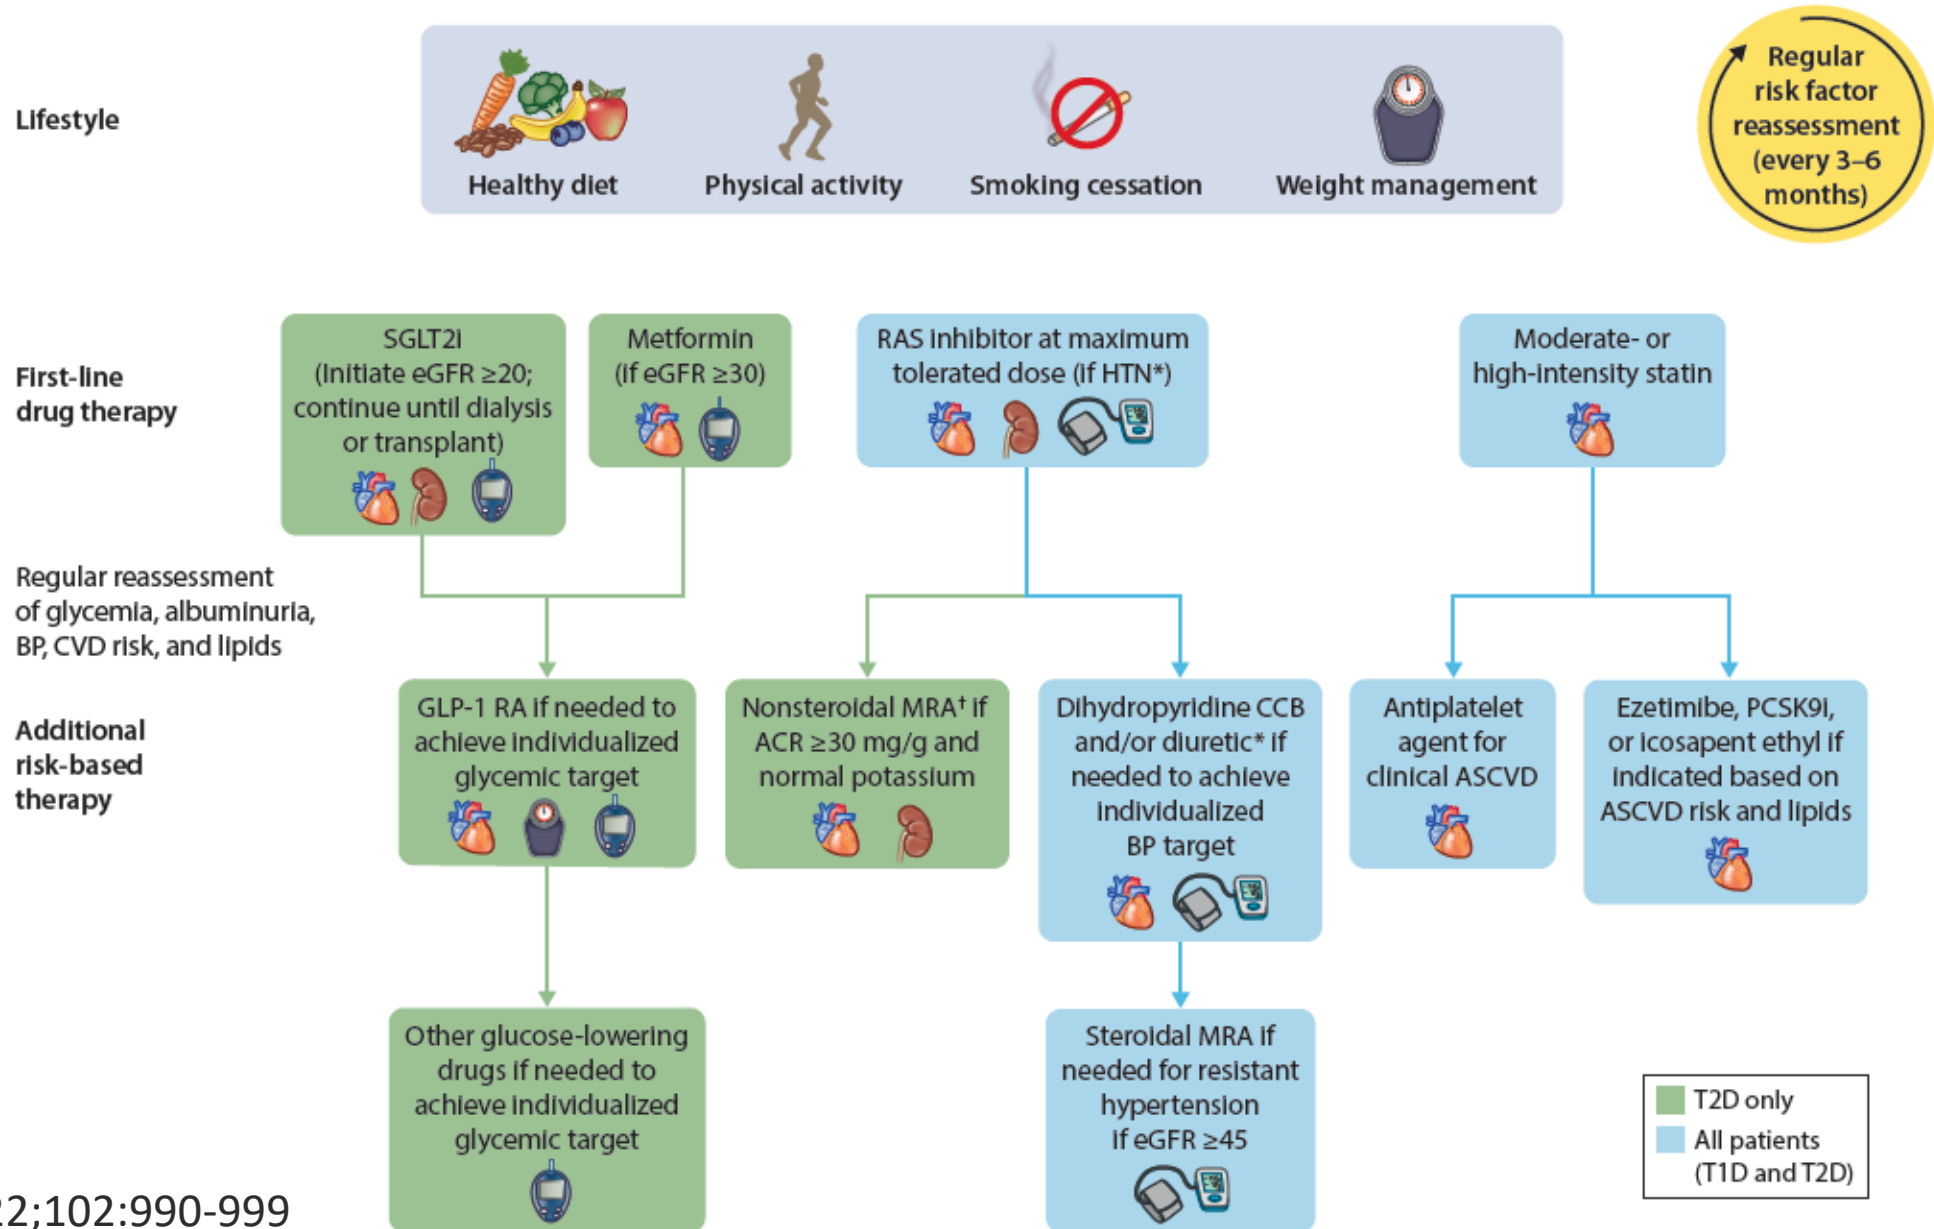 Lifestyle
Healthy diet
Physical activity
Smoking cessation
Weight management
Regular
risk factor
reassessment
(every 3–6
months)
First-line
drug therapy
SGLT2i
(Initiate eGFR ≥20;
continue until dialysis
or transplant)
Metformin
(if eGFR ≥30)
RAS inhibitor at maximum
tolerated dose (if HTN*)
Moderate- or
high-intensity statin
Regular reassessment
of glycemia, albuminuria,
BP, CVD risk, and lipids
Additional
risk-based
therapy
GLP-1 RA if needed to
achieve individualized
glycemic target
Nonsteroidal MRA† if
ACR ≥30 mg/g and
normal potassium
Dihydropyridine CCB
and/or diuretic* if
needed to achieve
individualized
BP target
Antiplatelet
agent for
clinical ASCVD
Ezetimibe, PCSK9i,
or icosapent ethyl if
indicated based on
ASCVD risk and lipids
Other glucose-lowering
drugs if needed to
achieve individualized
glycemic target
Steroidal MRA if
needed for resistant
hypertension
if eGFR ≥45
T2D only
All patients
(T1D and T2D)
22;102:990-999